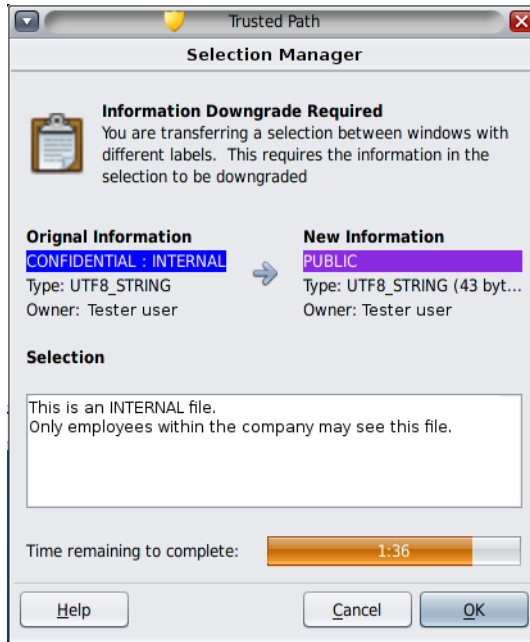 Trusted Path
Selection Manager
Information Downgrade Required
You are transferring a selection between windows with
different labels.  This requires the information in the
selection to be downgraded
Orignal Information
CONFIDENTIAL : INTERNAL
Type: UTF8_STRING
Owner: Tester user
New Information
PUBLIC
Type: UTF8_STRING (43 byt...
Owner: Tester user
Selection
This is an INTERNAL file.
Only employees within the company may see this file.
Time remaining to complete:
1:36
Help
Cancel
OK